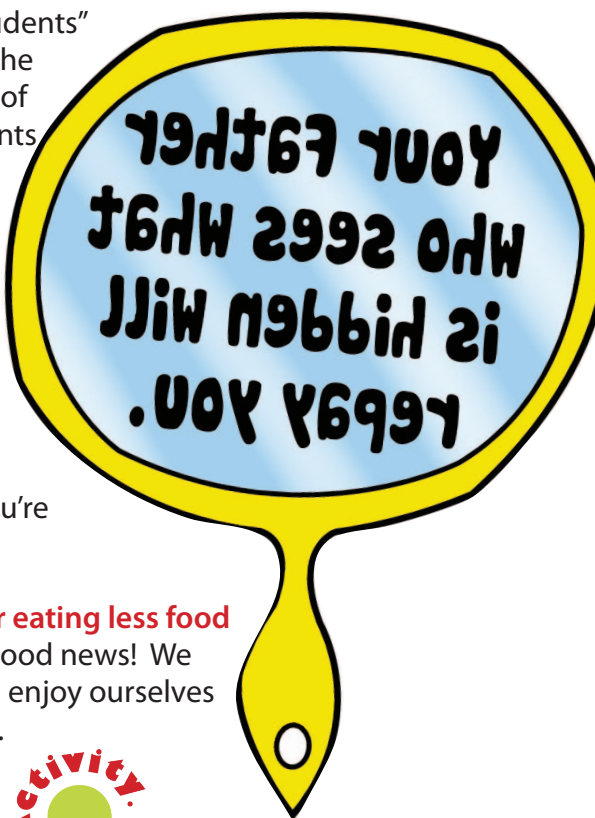 udents”
he
of
nts
Your Father
who sees what
is hidden will
repay you.
u’re
r eating less food
ood news! We
enjoy ourselves
.
ctivity.